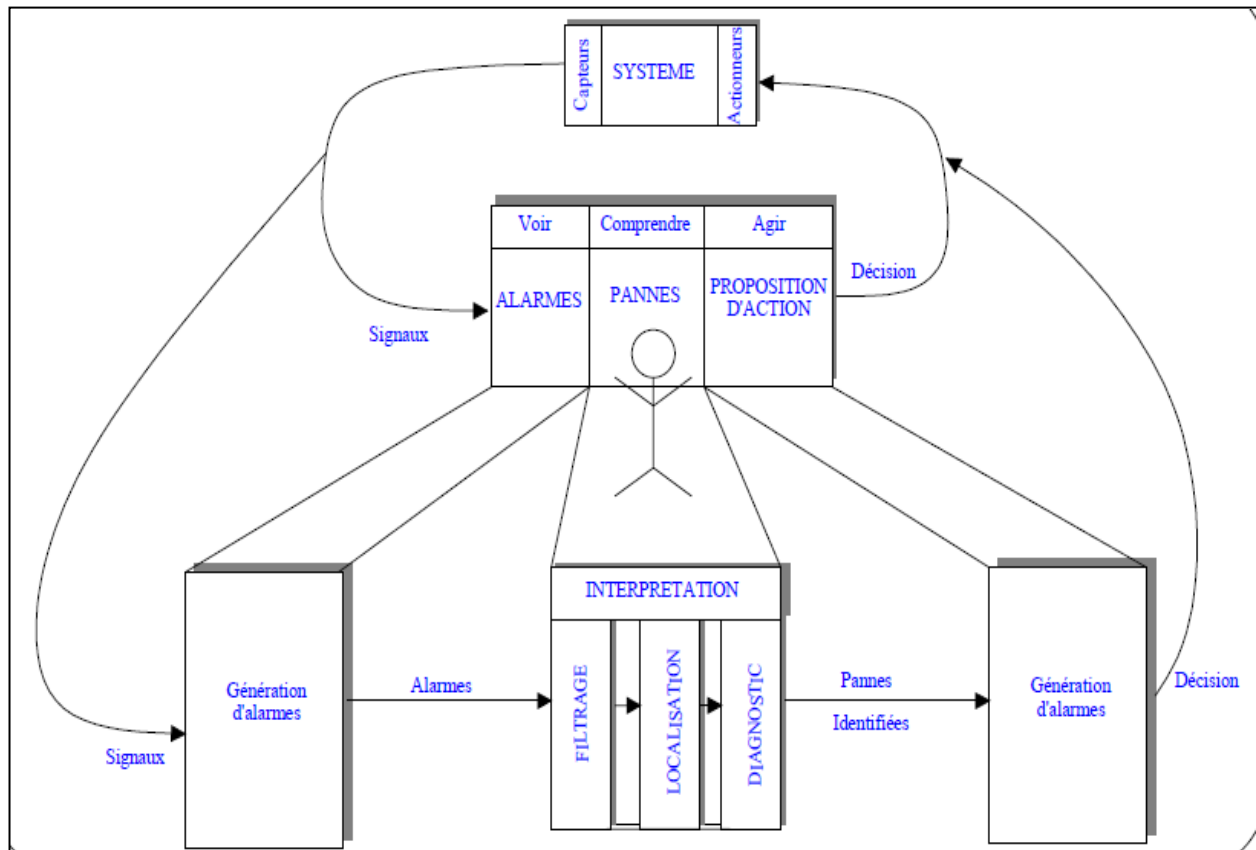 Capteurs
SYSTEME
Actionneurs
Voir
Comprendre
Agir
ALARMES
PANNES
PROPOSITION
D'ACTION
Décision
Signaux
INTERPRETATION
Génération
d'alarmes
Alarmes
FILTRAGE
LOCALISATION
DIAGNOSTIC
Pannes
Identifiées
Génération
d'alarmes
Décision
Signaux